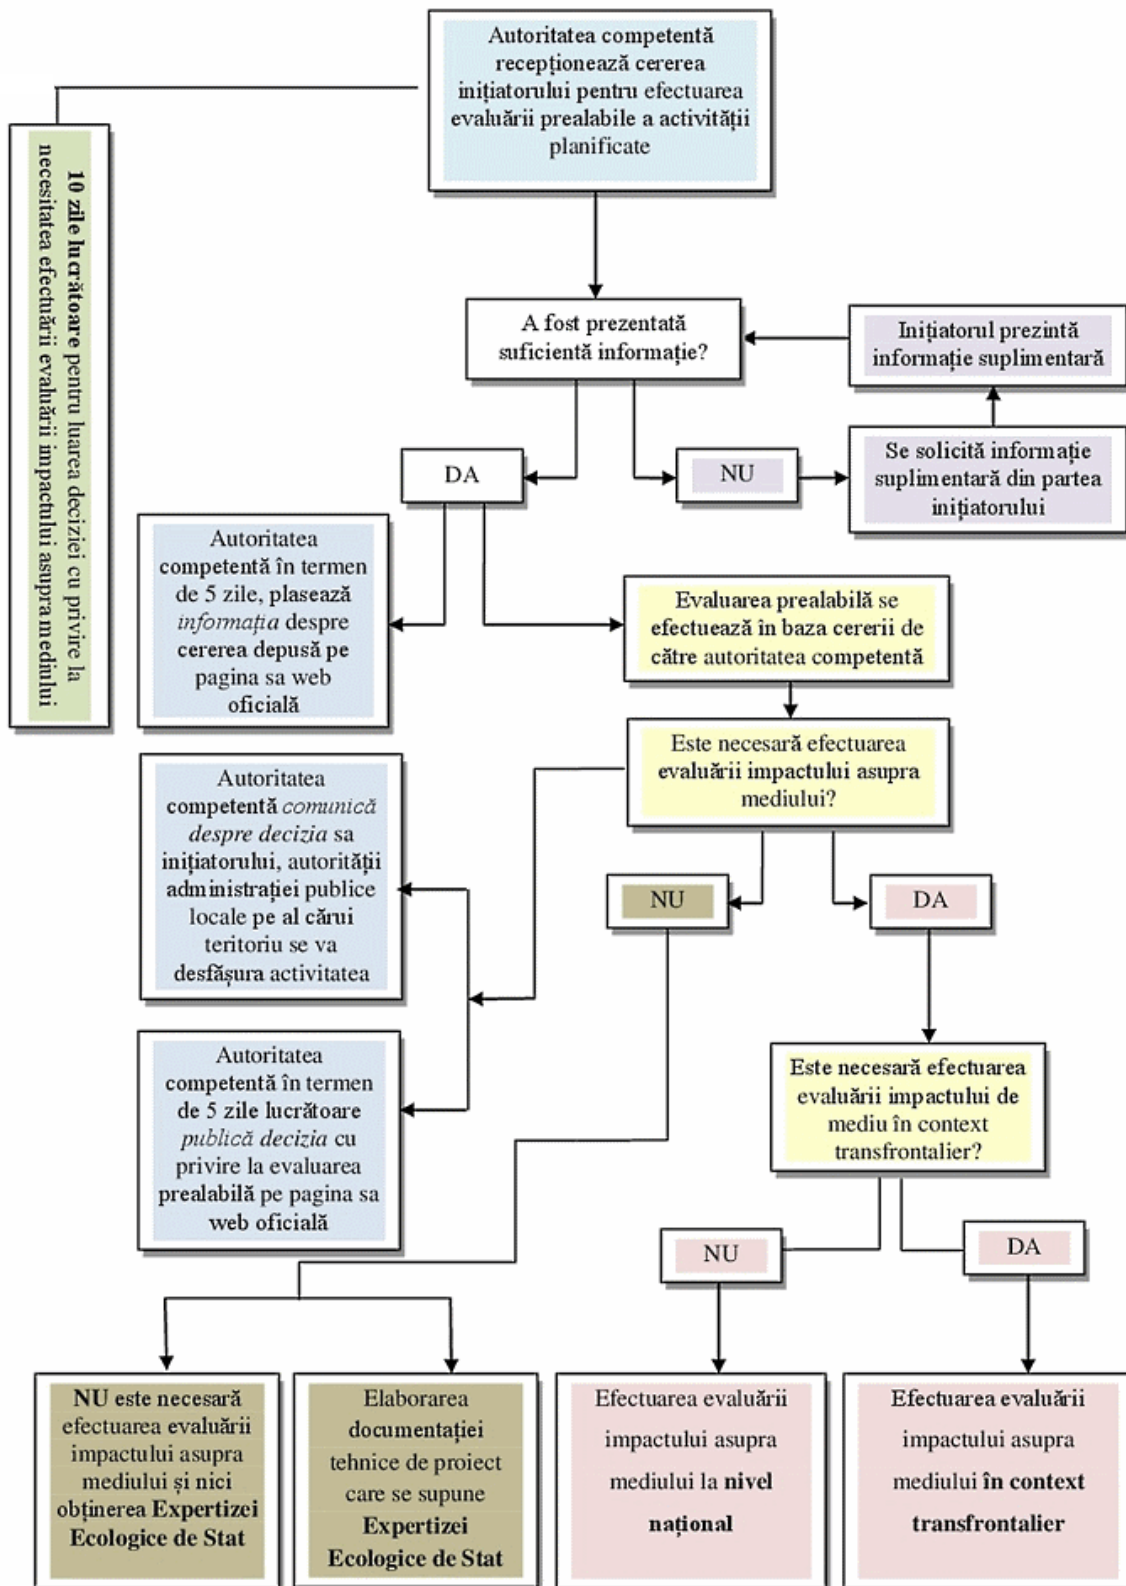 Autoritatea competentă
recepționează cererea
inițiatorului pentru efectuarea
evaluării prealabile a activității
planificate
10 zile lucrătoare pentru luarea deciziei cu privire la
necesitatea efectuării evaluării impactului asupra mediului
A fost prezentată
suficientă informație?
Inițiatorul prezintă
informație suplimentară
DA
NU
Se solicită informație
suplimentară din partea
inițiatorului
Autoritatea
competentă în termen
de 5 zile, plasează
informația despre
cererea depusă pe
pagina sa web
oficială
Evaluarea prealabilă se
efectuează în baza cererii de
către autoritatea competentă
Este necesară efectuarea
evaluării impactului asupra
mediului?
Autoritatea
competentă comunică
despre decizia sa
inițiatorului, autorității
administrației publice
locale pe al cărui
teritoriu se va
desfășura activitatea
NU
DA
Autoritatea
competentă în termen
de 5 zile lucrătoare
publică decizia cu
privire la evaluarea
prealabilă pe pagina sa
web oficială
Este necesară efectuarea
evaluării impactului de
mediu în context
transfrontalier?
NU
DA
NU este necesară
efectuarea evaluării
impactului asupra
mediului și nici
obținerea Expertizei
Ecologice de Stat
Elaborarea
documentației
tehnice de proiect
care se supune
Expertizei
Ecologice de Stat
Efectuarea evaluării
impactului asupra
mediului la nivel
național
Efectuarea evaluării
impactului asupra
mediului în context
transfrontalier